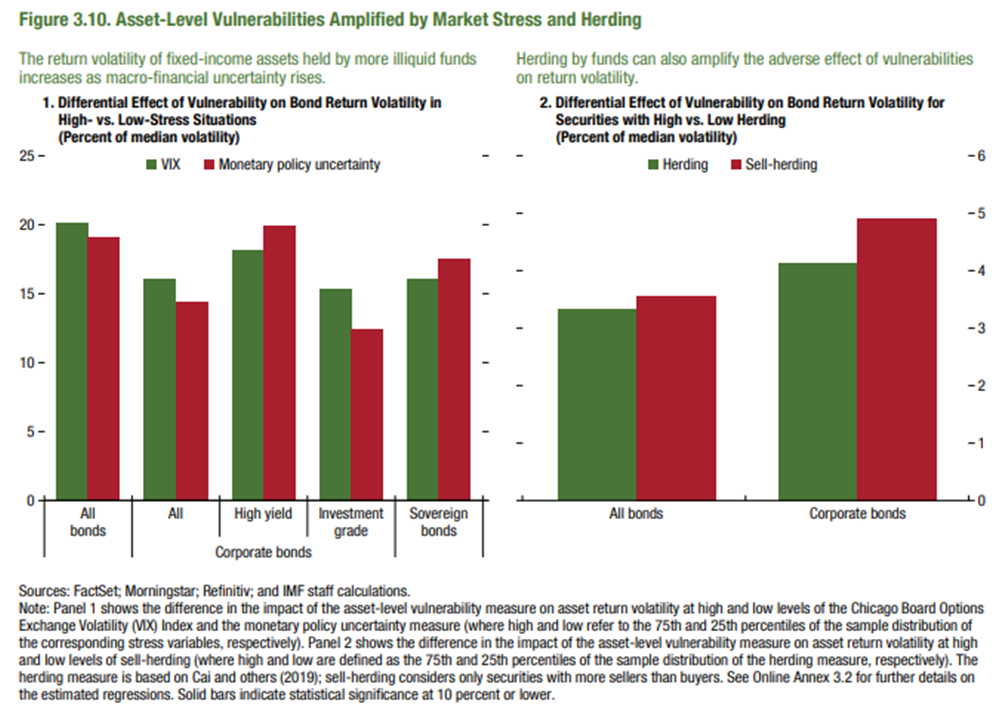 Figure 3.10. Asset-Level Vulnerabilities Amplified by Market Stress and Herding
The return volatility of fixed-income assets held by more illiquid funds
increases as macro-financial uncertainty rises.
1. Differential Effect of Vulnerability on Bond Return Volatility in
High- vs. Low-Stress Situations
(Percent of median volatility)
25 –
VIX Monetary policy uncertainty
20 –
15 –
10 –
5 –
0
All
bonds
All
High yield
Investment
grade
Sovereign
bonds
Corporate bonds
Herding by funds can also amplify the adverse effect of vulnerabilities
on return volatility.
2. Differential Effect of Vulnerability on Bond Return Volatility for
Securities with High vs. Low Herding
(Percent of median volatility)
– 6
Herding Sell-herding
– 5
– 4
– 3
– 2
– 1
0
All bonds
Corporate bonds
Sources: FactSet; Morningstar; Refinitiv; and IMF staff calculations.
Note: Panel 1 shows the difference in the impact of the asset-level vulnerability measure on asset return volatility at high and low levels of the Chicago Board Options
Exchange Volatility (VIX) Index and the monetary policy uncertainty measure (where high and low refer to the 75th and 25th percentiles of the sample distribution of
the corresponding stress variables, respectively). Panel 2 shows the difference in the impact of the asset-level vulnerability measure on asset return volatility at high
and low levels of sell-herding (where high and low are defined as the 75th and 25th percentiles of the sample distribution of the herding measure, respectively). The
herding measure is based on Cai and others (2019); sell-herding considers only securities with more sellers than buyers. See Online Annex 3.2 for further details on
the estimated regressions. Solid bars indicate statistical significance at 10 percent or lower.